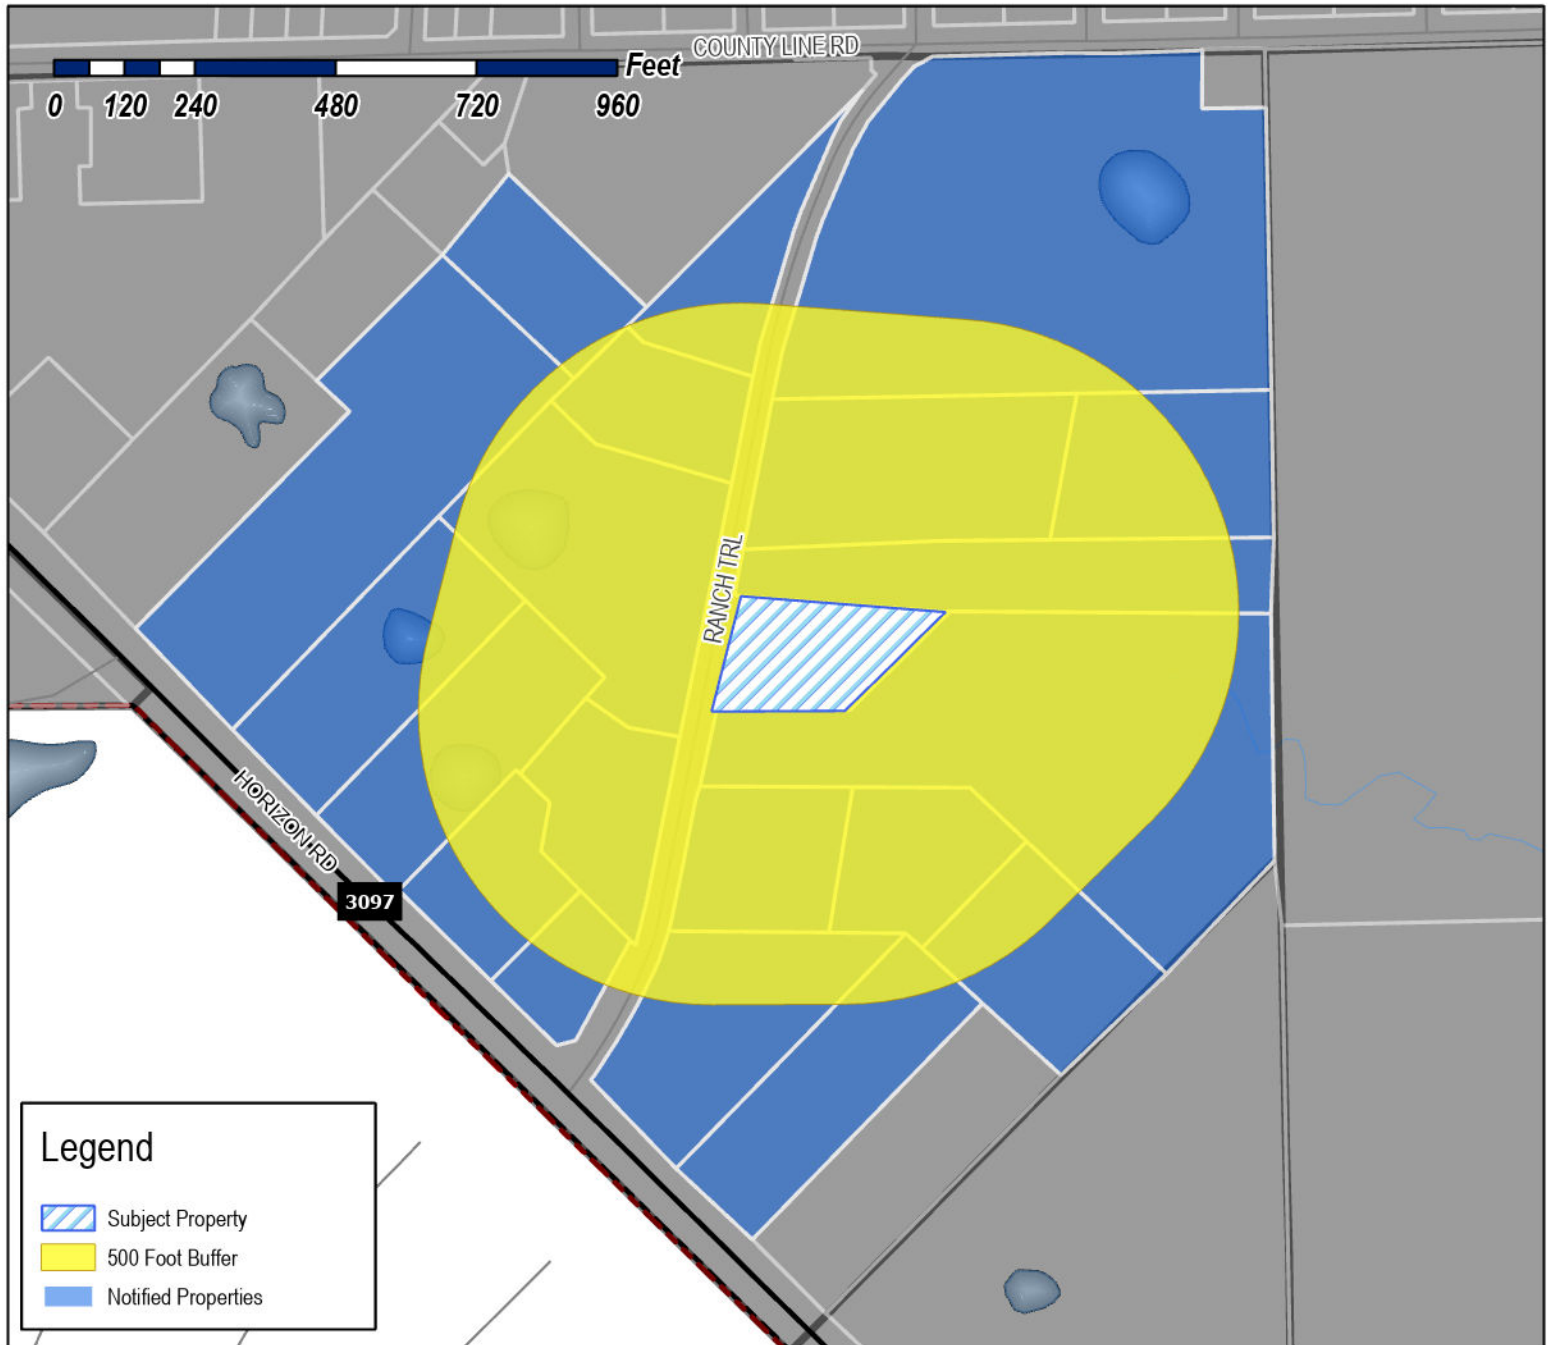 COUNTY LINE RD
Feet
0 120 240 480 720 960
RANCH TRL
HORIZON RD
3097
Legend
Subject Property
500 Foot Buffer
Notified Properties